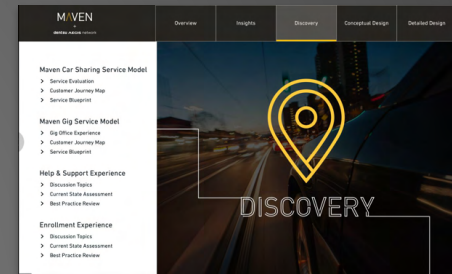 MAVEN
+
dentsu AEGIS network
Overview
Insights
Discovery
Conceptual Design
Detailed Design
Maven Car Sharing Service Model
> Service Evaluation
> Customer Journey Map
> Service Blueprint
Maven Gig Service Model
> Gig Office Experience
> Customer Journey Map
> Service Blueprint
Help & Support Experience
> Discussion Topics
> Current State Assessment
> Best Practice Review
Enrollment Experience
> Discussion Topics
> Current State Assessment
> Best Practice Review
DISCOVERY